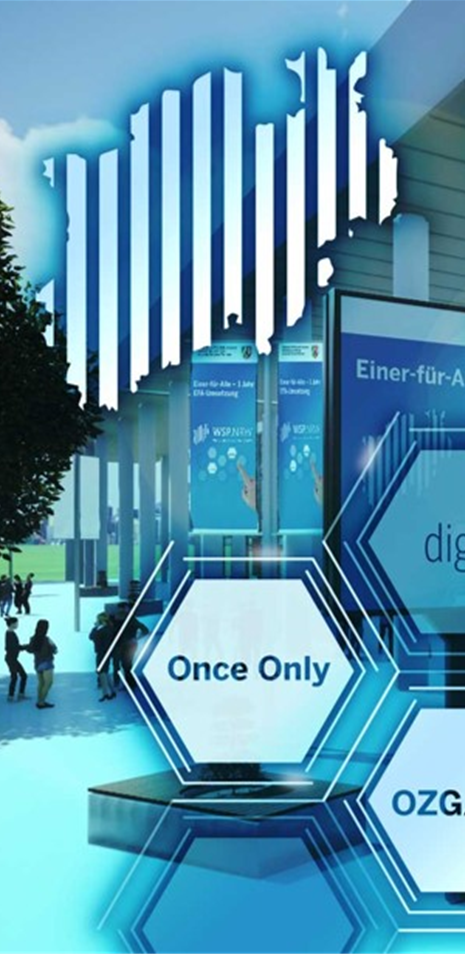 Einer-für-Alle – 1 Jahr
EFA-Umsetzung
WSP.NRW
Einer-für-Alle – 1 Jahr
EFA-Umsetzung
WSP.NRW
Einer-für-A
dig
Once Only
OZG